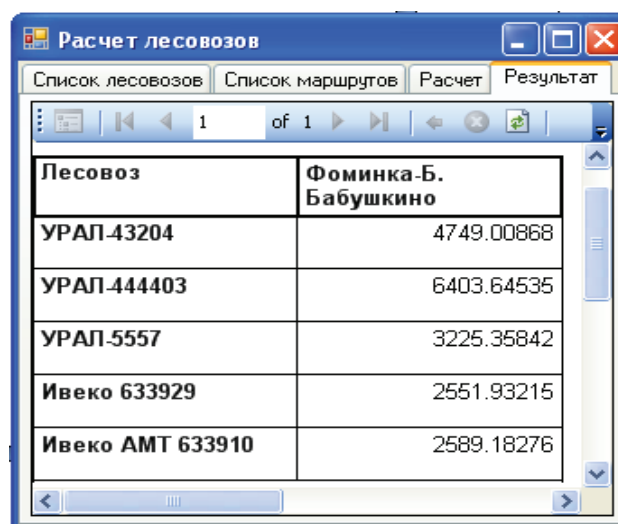 Расчет лесовозов
Список лесовозов Список маршрутов Расчет Результат
1 of 1
Лесовоз Фоминка-Б. Бабушкино
УРАЛ-43204 4749.00868
УРАЛ-444403 6403.64535
УРАЛ-5557 3225.35842
Ивеко 633929 2551.93215
Ивеко АМТ 633910 2589.18276